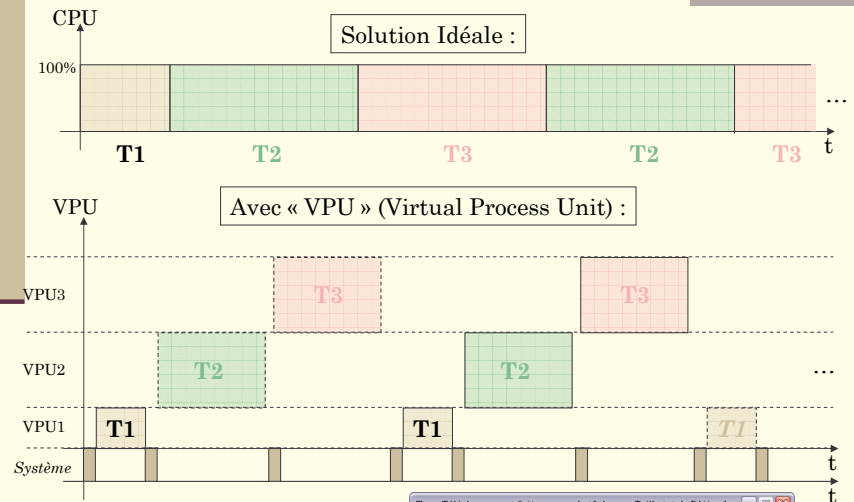 CPU
Solution Idéale :
100%
...
T1 T2 T3 T2 T3 t
VPU
Avec « VPU » (Virtual Process Unit) :
VPU3 T3 T3
VPU2 T2 T2 ...
VPU1 T1 T1 T1
Système t
t